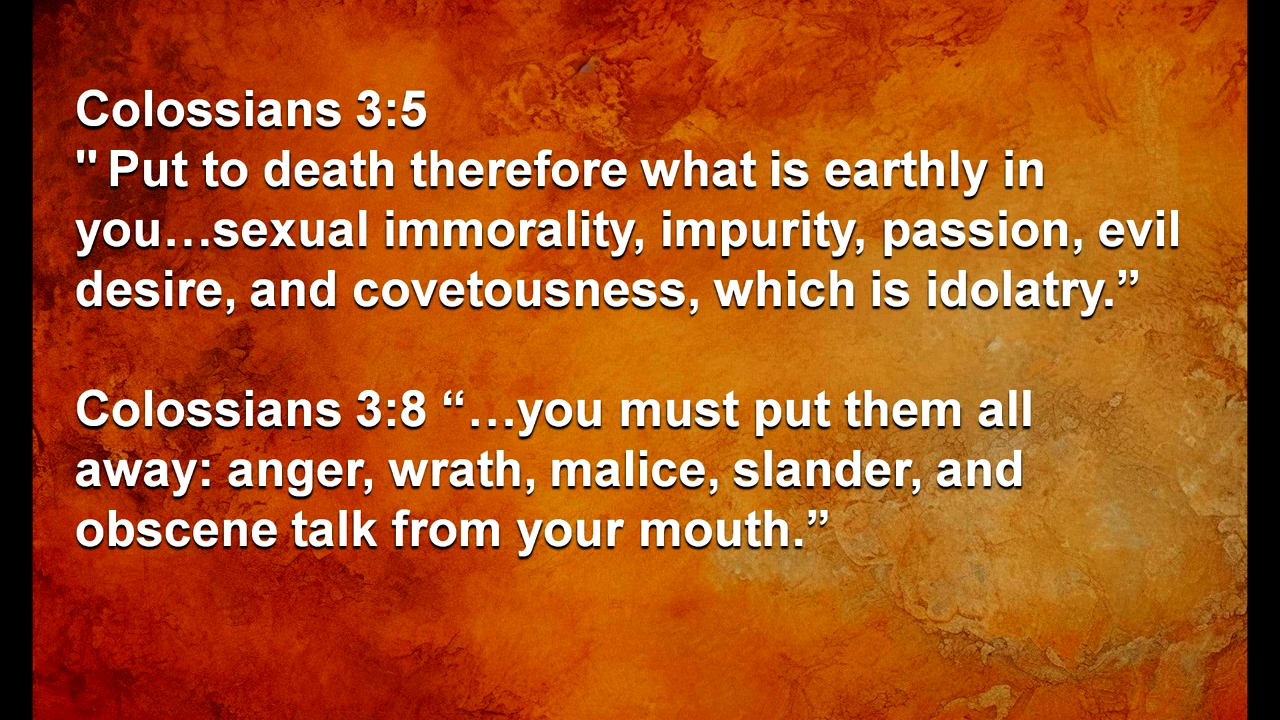 Colossians 3:5
" Put to death therefore what is earthly in
you…sexual immorality, impurity, passion, evil
desire, and covetousness, which is idolatry.”
Colossians 3:8 “…you must put them all
away: anger, wrath, malice, slander, and
obscene talk from your mouth.”